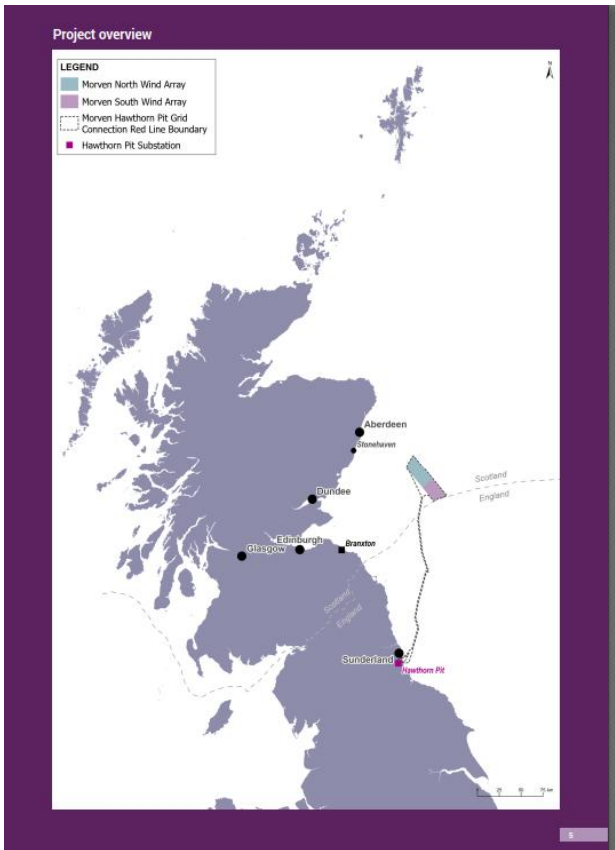 Project overview
LEGEND
Morven North Wind Array
Morven South Wind Array
Morven Hawthorn Pit Grid
Connection Red Line Boundary
Hawthorn Pit Substation
N
Aberdeen
Stonehaven
Scotland
England
Dundee
Edinburgh
Branxton
Glasgow
Scotland
England
Sunderland
Hawthorn Pit
5